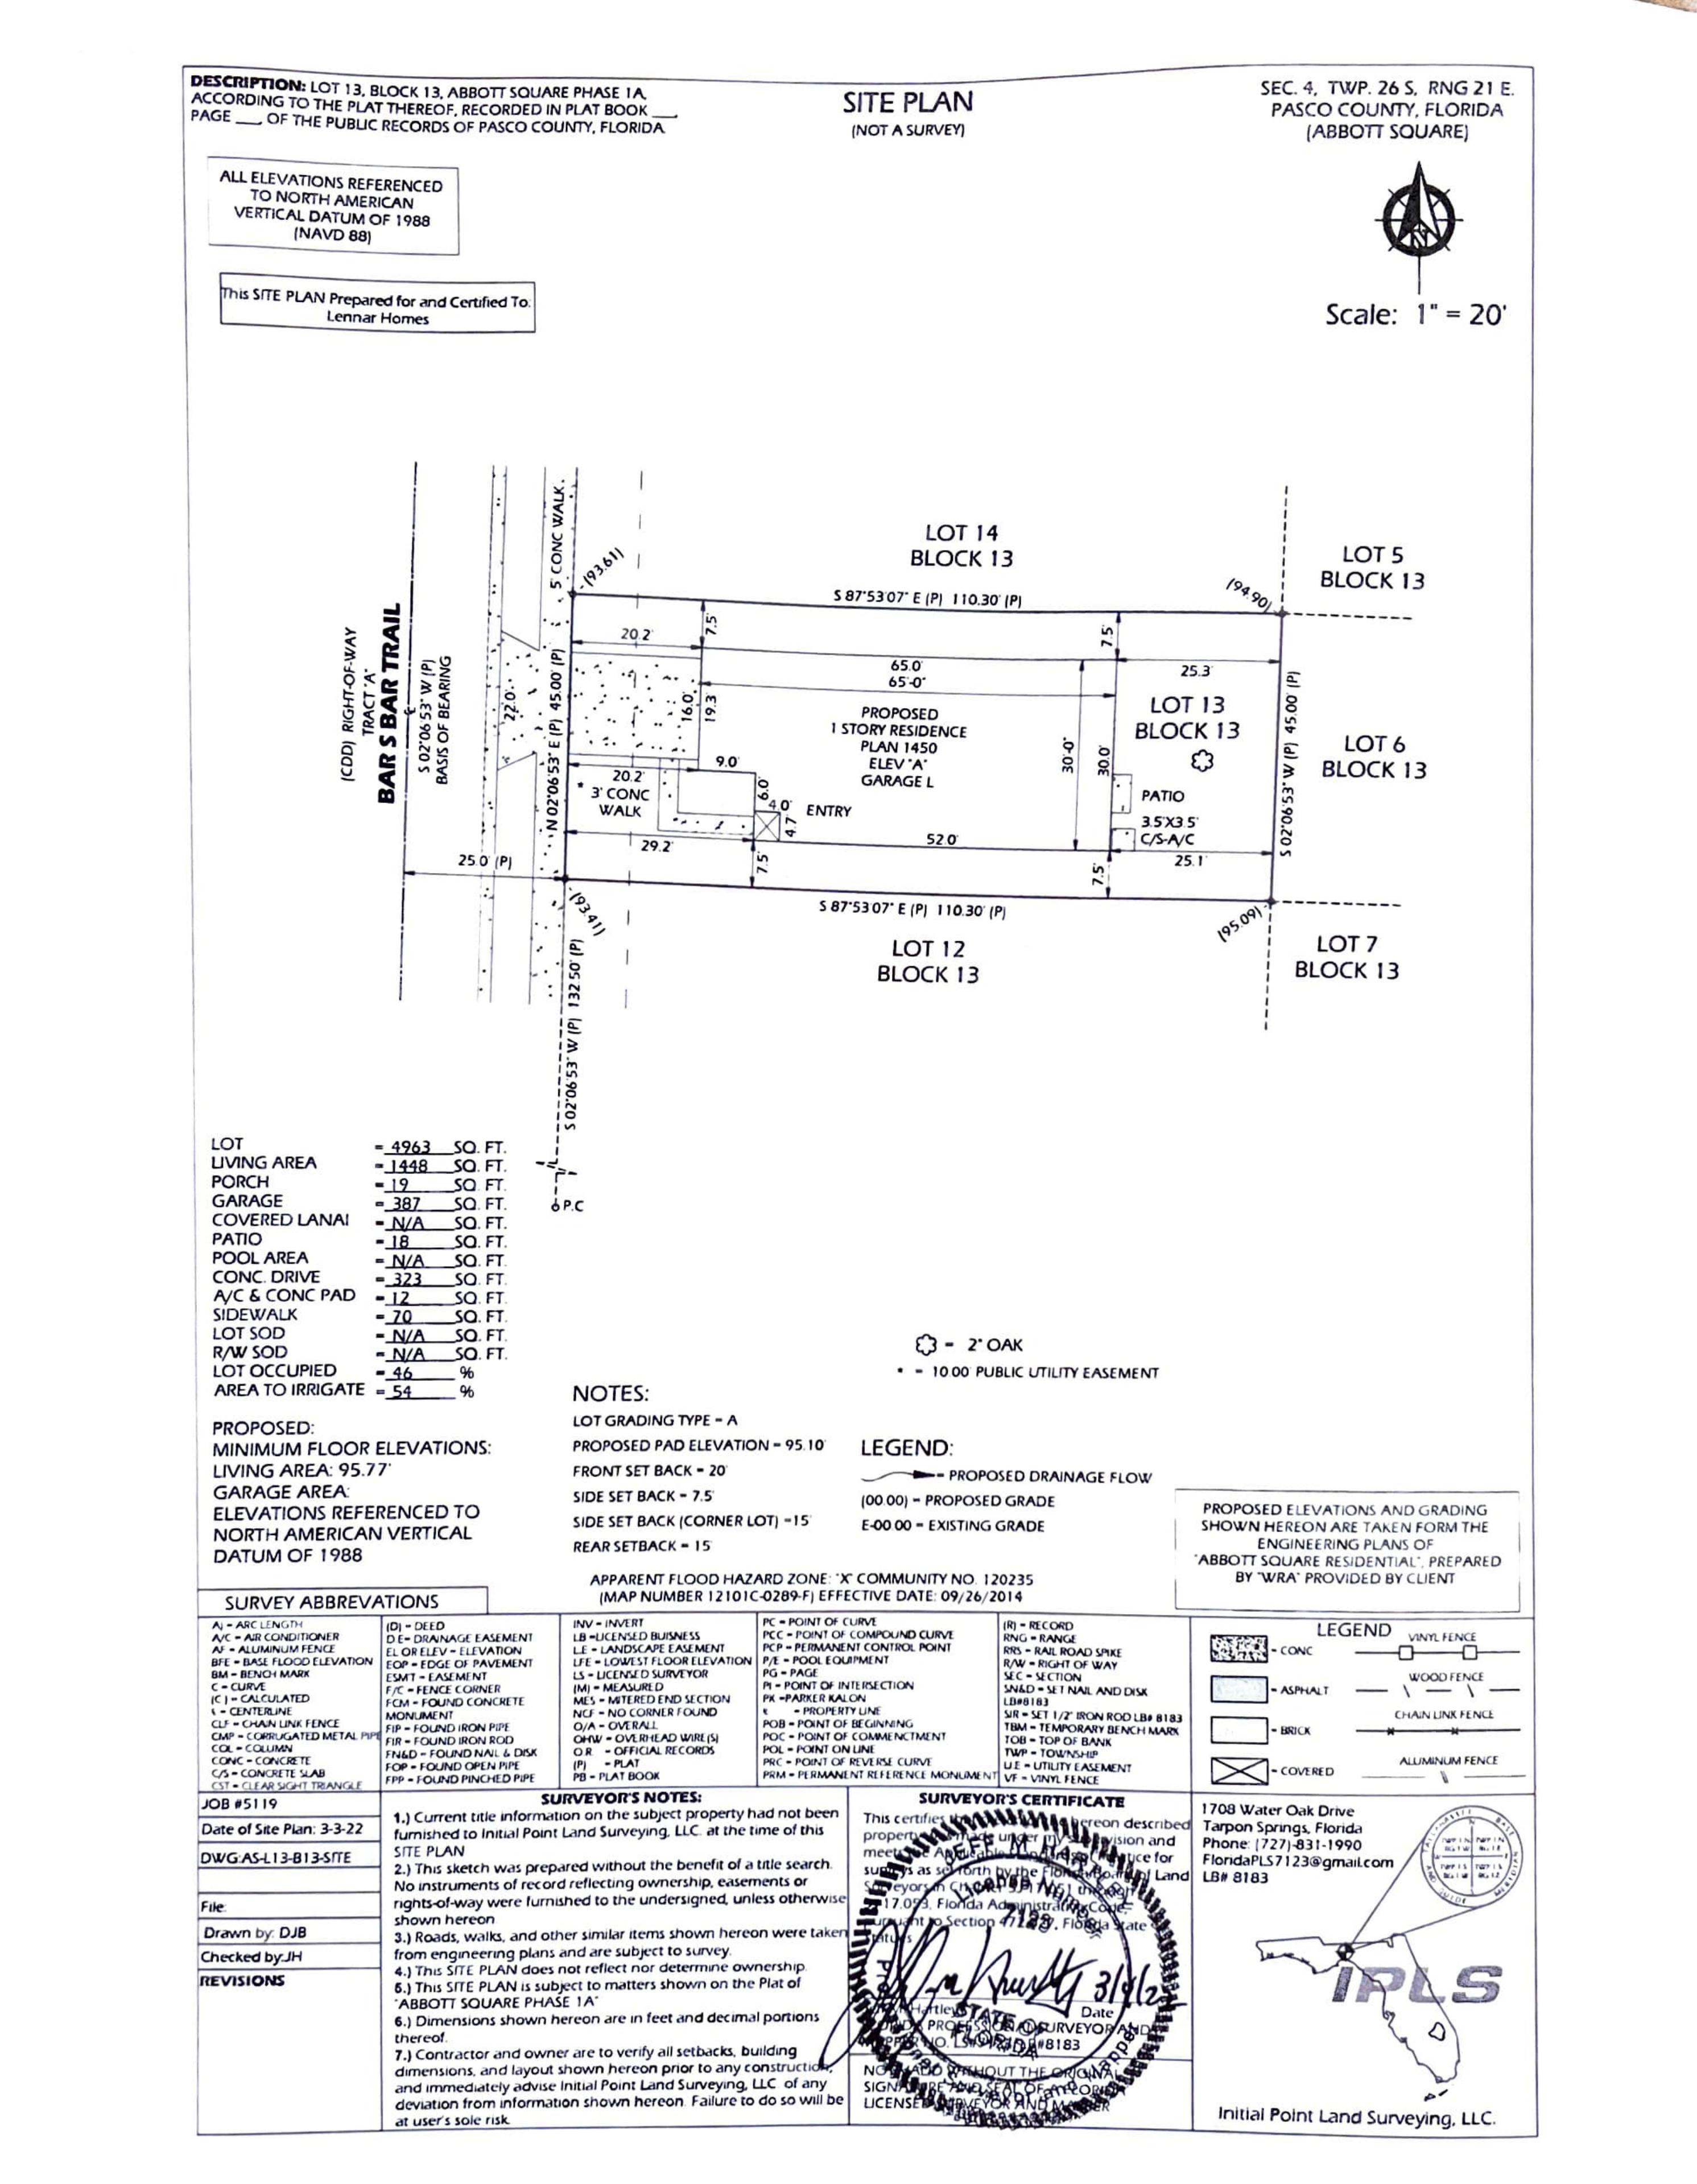 DESCRIPTION: LOT 13, BLOCK 13, ABBOTT SQUARE PHASE 1A,
ACCORDING TO THE PLAT THEREOF, RECORDED IN PLAT BOOK ___,
PAGE ___ OF THE PUBLIC RECORDS OF PASCO COUNTY, FLORIDA.
SITE PLAN
(NOT A SURVEY)
SEC. 4, TWP. 26 S, RNG 21 E.
PASCO COUNTY, FLORIDA
(ABBOTT SQUARE)
ALL ELEVATIONS REFERENCED
TO NORTH AMERICAN
VERTICAL DATUM OF 1988
(NAVD 88)
This SITE PLAN Prepared for and Certified To:
Lennar Homes
N
Scale: 1" = 20'
LOT 14
BLOCK 13
LOT 5
BLOCK 13
5' CONC WALK
(93.61)
(94.90)
S 87°53'07" E (P) 110.30' (P)
(CDD) RIGHT-OF-WAY
TRACT "A"
BAR S BAR TRAIL
S 02°06'53" W (P)
BASIS OF BEARING
22.0'
N 02°06'53" E (P) 45.00' (P)
20.2'
7.5'
7.5'
65.0'
65'-0"
25.3'
16.0'
19.3'
PROPOSED
1 STORY RESIDENCE
PLAN 1450
ELEV "A"
GARAGE L
30'-0"
30.0'
LOT 13
BLOCK 13
S 02°06'53" W (P) 45.00' (P)
LOT 6
BLOCK 13
9.0'
20.2'
* 3' CONC
WALK
6.0'
4.0'
4.7'
ENTRY
PATIO
3.5'X3.5'
C/S-A/C
29.2'
52.0'
25.1'
25.0' (P)
7.5'
7.5'
(93.41)
S 87°53'07" E (P) 110.30' (P)
(95.09)
LOT 12
BLOCK 13
LOT 7
BLOCK 13
S 02°06'53" W (P) 132.50' (P)
P.C
LOT = 4963 SQ. FT.
LIVING AREA = 1448 SQ. FT.
PORCH = 19 SQ. FT.
GARAGE = 387 SQ. FT.
COVERED LANAI = N/A SQ. FT.
PATIO = 18 SQ. FT.
POOL AREA = N/A SQ. FT.
CONC. DRIVE = 323 SQ. FT.
A/C & CONC PAD = 12 SQ. FT.
SIDEWALK = 70 SQ. FT.
LOT SOD = N/A SQ. FT.
R/W SOD = N/A SQ. FT.
LOT OCCUPIED = 46 %
AREA TO IRRIGATE = 54 %
= 2" OAK
* = 10.00' PUBLIC UTILITY EASEMENT
PROPOSED:
MINIMUM FLOOR ELEVATIONS:
LIVING AREA: 95.77'
GARAGE AREA:
ELEVATIONS REFERENCED TO
NORTH AMERICAN VERTICAL
DATUM OF 1988
NOTES:
LOT GRADING TYPE = A
PROPOSED PAD ELEVATION = 95.10'
FRONT SET BACK = 20'
SIDE SET BACK = 7.5'
SIDE SET BACK (CORNER LOT) =15'
REAR SETBACK = 15'
LEGEND:
= PROPOSED DRAINAGE FLOW
(00.00) = PROPOSED GRADE
E-00.00 = EXISTING GRADE
PROPOSED ELEVATIONS AND GRADING
SHOWN HEREON ARE TAKEN FORM THE
ENGINEERING PLANS OF
"ABBOTT SQUARE RESIDENTIAL", PREPARED
BY "WRA" PROVIDED BY CLIENT
APPARENT FLOOD HAZARD ZONE: "X" COMMUNITY NO. 120235
(MAP NUMBER 12101C-0289-F) EFFECTIVE DATE: 09/26/2014
SURVEY ABBREVATIONS
A) = ARC LENGTH
A/C = AIR CONDITIONER
AF = ALUMINUM FENCE
BFE = BASE FLOOD ELEVATION
BM = BENCH MARK
C = CURVE
(C) = CALCULATED
= CENTERLINE
CLF = CHAIN LINK FENCE
CMP = CORRUGATED METAL PIPE
COL = COLUMN
CONC = CONCRETE
C/S = CONCRETE SLAB
CST = CLEAR SIGHT TRIANGLE
(D) = DEED
D.E= DRAINAGE EASEMENT
EL OR ELEV = ELEVATION
EOP = EDGE OF PAVEMENT
ESMT = EASEMENT
F/C = FENCE CORNER
FCM = FOUND CONCRETE
MONUMENT
FIP = FOUND IRON PIPE
FIR = FOUND IRON ROD
FN&D = FOUND NAIL & DISK
FOP = FOUND OPEN PIPE
FPP = FOUND PINCHED PIPE
INV = INVERT
LB =LICENSED BUISNESS
LE = LANDSCAPE EASEMENT
LFE = LOWEST FLOOR ELEVATION
LS = LICENSED SURVEYOR
(M) = MEASURED
MES = MITERED END SECTION
NCF = NO CORNER FOUND
O/A = OVERALL
OHW = OVERHEAD WIRE(S)
O.R. = OFFICIAL RECORDS
(P) = PLAT
PB = PLAT BOOK
PC = POINT OF CURVE
PCC = POINT OF COMPOUND CURVE
PCP = PERMANENT CONTROL POINT
P/E = POOL EQUIPMENT
PG = PAGE
PI = POINT OF INTERSECTION
PK =PARKER KALON
= PROPERTY LINE
POB = POINT OF BEGINNING
POC = POINT OF COMMENCTMENT
POL = POINT ON LINE
PRC = POINT OF REVERSE CURVE
PRM = PERMANENT REFERENCE MONUMENT
(R) = RECORD
RNG = RANGE
RRS = RAIL ROAD SPIKE
R/W = RIGHT OF WAY
SEC = SECTION
SN&D = SET NAIL AND DISK
LB#8183
SIR = SET 1/2" IRON ROD LB# 8183
TBM = TEMPORARY BENCH MARK
TOB = TOP OF BANK
TWP = TOWNSHIP
U.E = UTILITY EASEMENT
VF = VINYL FENCE
LEGEND
= CONC
= ASPHALT
= BRICK
= COVERED
VINYL FENCE
WOOD FENCE
CHAIN LINK FENCE
ALUMINUM FENCE
JOB #5119
Date of Site Plan: 3-3-22
DWG:AS-L13-B13-SITE
File:
Drawn by: DJB
Checked by:JH
REVISIONS
SURVEYOR'S NOTES:
1.) Current title information on the subject property had not been
furnished to Initial Point Land Surveying, LLC. at the time of this
SITE PLAN
2.) This sketch was prepared without the benefit of a title search.
No instruments of record reflecting ownership, easements or
rights-of-way were furnished to the undersigned, unless otherwise
shown hereon
3.) Roads, walks, and other similar items shown hereon were taken
from engineering plans and are subject to survey.
4.) This SITE PLAN does not reflect nor determine ownership.
5.) This SITE PLAN is subject to matters shown on the Plat of
"ABBOTT SQUARE PHASE 1A"
6.) Dimensions shown hereon are in feet and decimal portions
thereof.
7.) Contractor and owner are to verify all setbacks, building
dimensions, and layout shown hereon prior to any construction,
and immediately advise Initial Point Land Surveying, LLC. of any
deviation from information shown hereon. Failure to do so will be
at user's sole risk.
SURVEYOR'S CERTIFICATE
This certifies hereon described
property made under my supervision and
meets Applicable for
surveys as set forth by the Florida Board of Land
Surveyors in
17.053, Florida Administrative Code,
pursuant to Section Florida State
JEFF M HARTLEY
License Number
7123
STATE OF
FLORIDA
Date
SURVEYOR AND
#8183
WITHOUT THE ORIGINAL
SIGNATURE AND SEAL OF A FLORIDA
LICENSED SURVEYOR AND MAPPER
1708 Water Oak Drive
Tarpon Springs, Florida
Phone: (727)-831-1990
FloridaPLS7123@gmail.com
LB# 8183
IPLS
Initial Point Land Surveying, LLC.